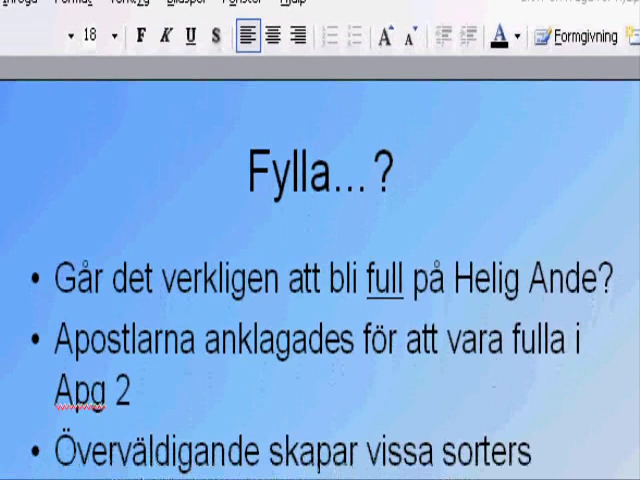 18 F K U S A A A Formgivning
Fylla...?
• Går det verkligen att bli full på Helig Ande?
• Apostlarna anklagades för att vara fulla i
Apg 2
• Överväldigande skapar vissa sorters